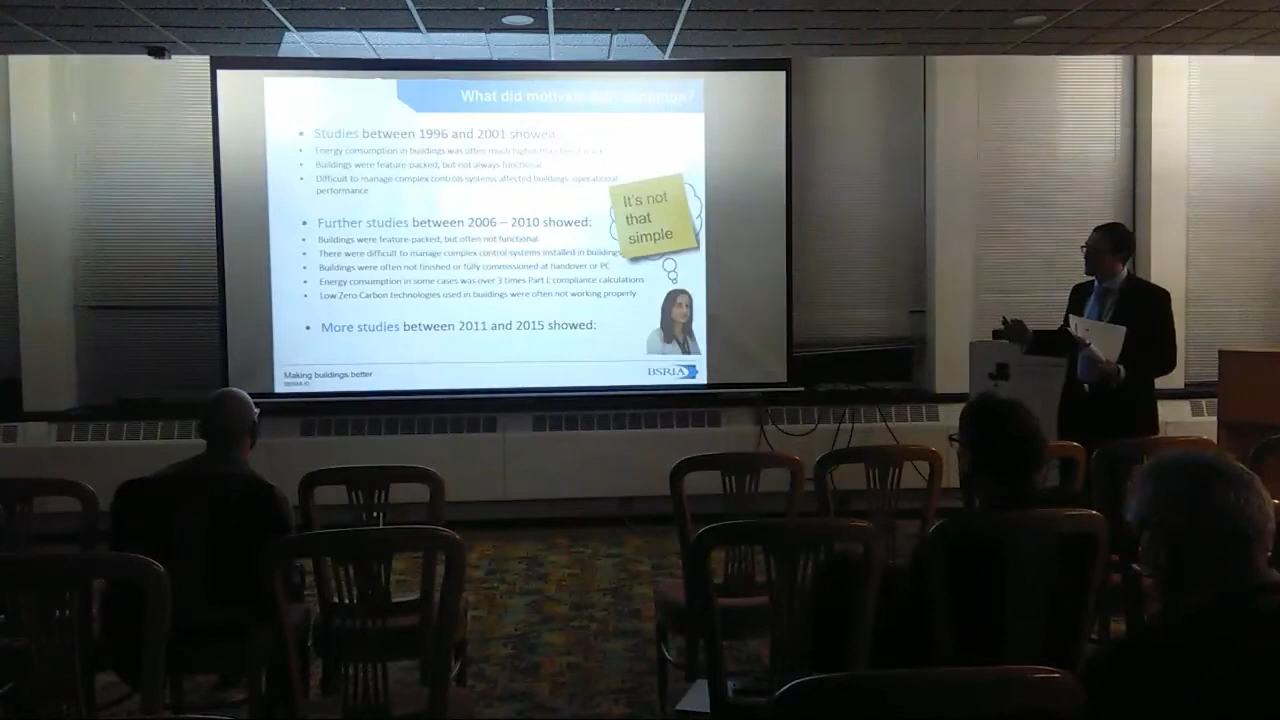 What did motivate
Studies between 1996 and 2001 showed:
Energy consumption in buildings was often much higher than
Buildings were feature-packed, but not always functional
Difficult to manage complex controls systems affected buildings operational
performance
It's not
that
simple
Further studies between 2006 – 2010 showed:
Buildings were feature-packed, but often not functional
There were difficult to manage complex control systems installed in buildings
Buildings were often not finished or fully commissioned at handover or PC
Energy consumption in some cases was over 3 times Part L compliance calculations
Low Zero Carbon technologies used in buildings were often not working properly
More studies between 2011 and 2015 showed:
Making buildings better
BSRIA